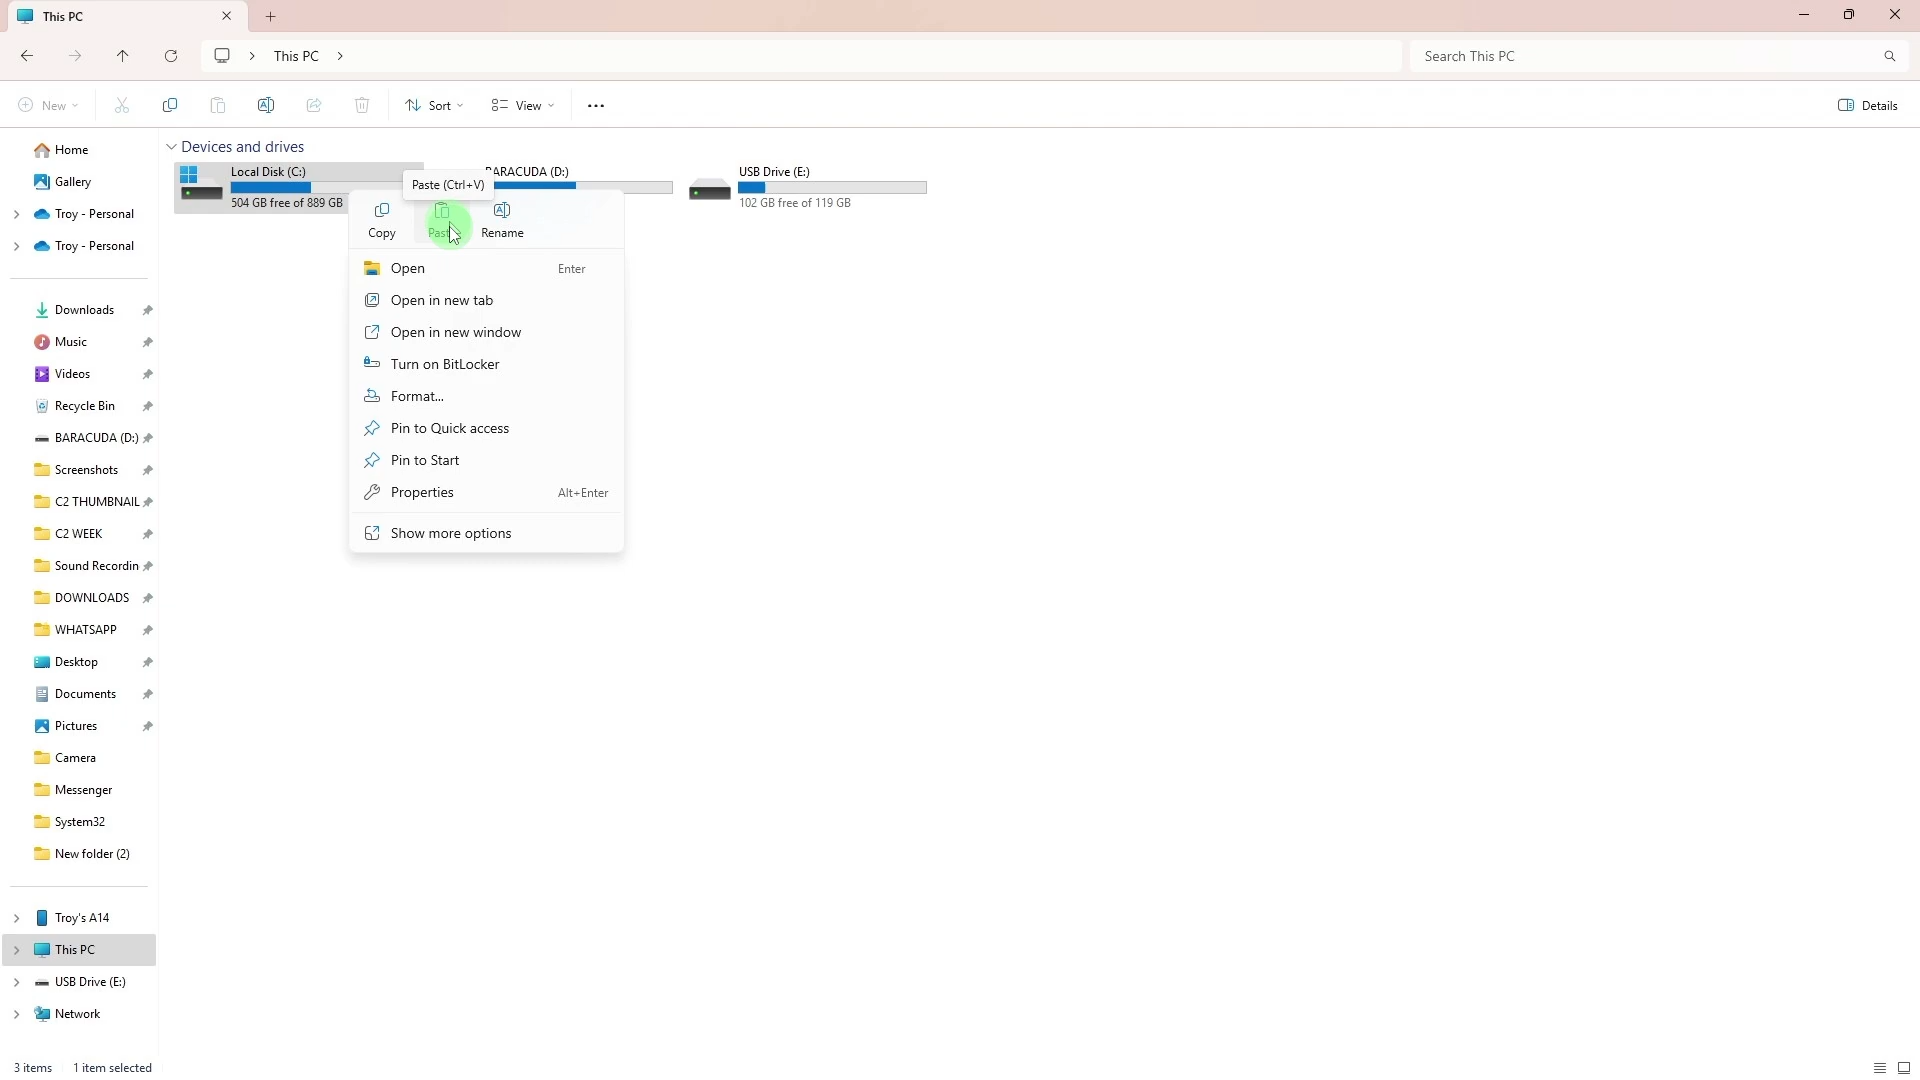 This PC
This PC
Search This PC
New
Sort
View
Details
Home
Gallery
Troy - Personal
Troy - Personal
Downloads
Music
Videos
Recycle Bin
BARACUDA (D:)
Screenshots
C2 THUMBNAIL
C2 WEEK
Sound Recordin
DOWNLOADS
WHATSAPP
Desktop
Documents
Pictures
Camera
Messenger
System32
New folder (2)
Troy's A14
This PC
USB Drive (E:)
Network
Devices and drives
Local Disk (C:)
504 GB free of 889 GB
BARACUDA (D:)
USB Drive (E:)
102 GB free of 119 GB
Paste (Ctrl+V)
Copy
Paste
Rename
Open Enter
Open in new tab
Open in new window
Turn on BitLocker
Format...
Pin to Quick access
Pin to Start
Properties Alt+Enter
Show more options
3 items 1 item selected